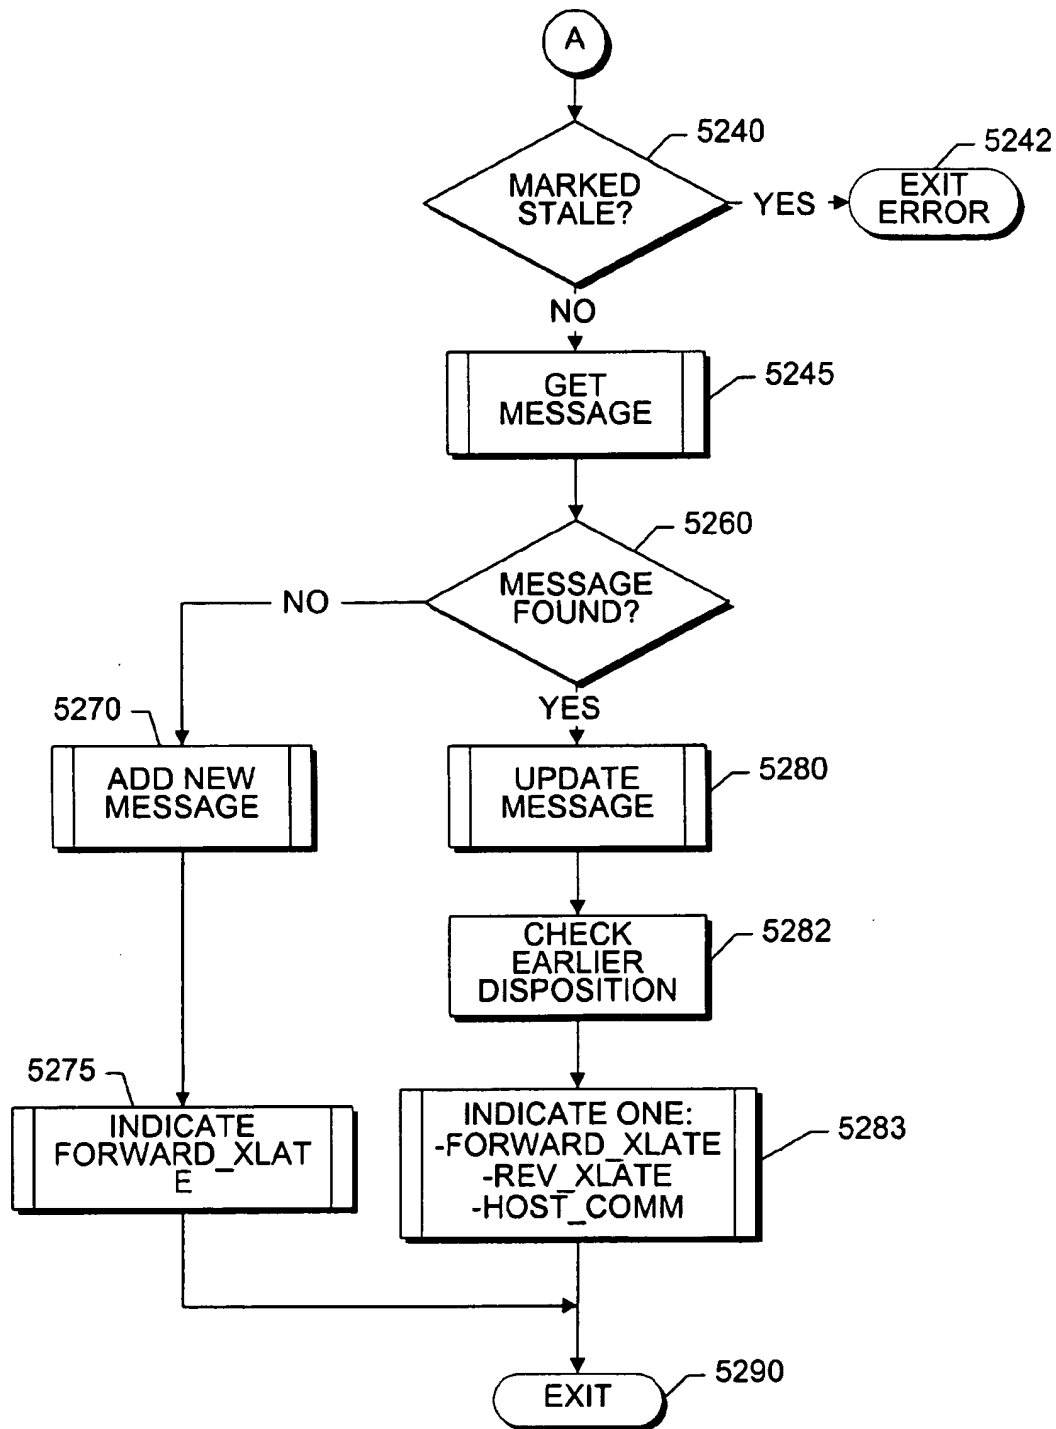 A
5240
MARKED
STALE?
YES
5242
EXIT
ERROR
NO
5245
GET
MESSAGE
5260
MESSAGE
FOUND?
NO
YES
5270
ADD NEW
MESSAGE
5280
UPDATE
MESSAGE
5282
CHECK
EARLIER
DISPOSITION
5275
INDICATE
FORWARD_XLAT
E
5283
INDICATE ONE:
-FORWARD_XLATE
-REV_XLATE
-HOST_COMM
5290
EXIT